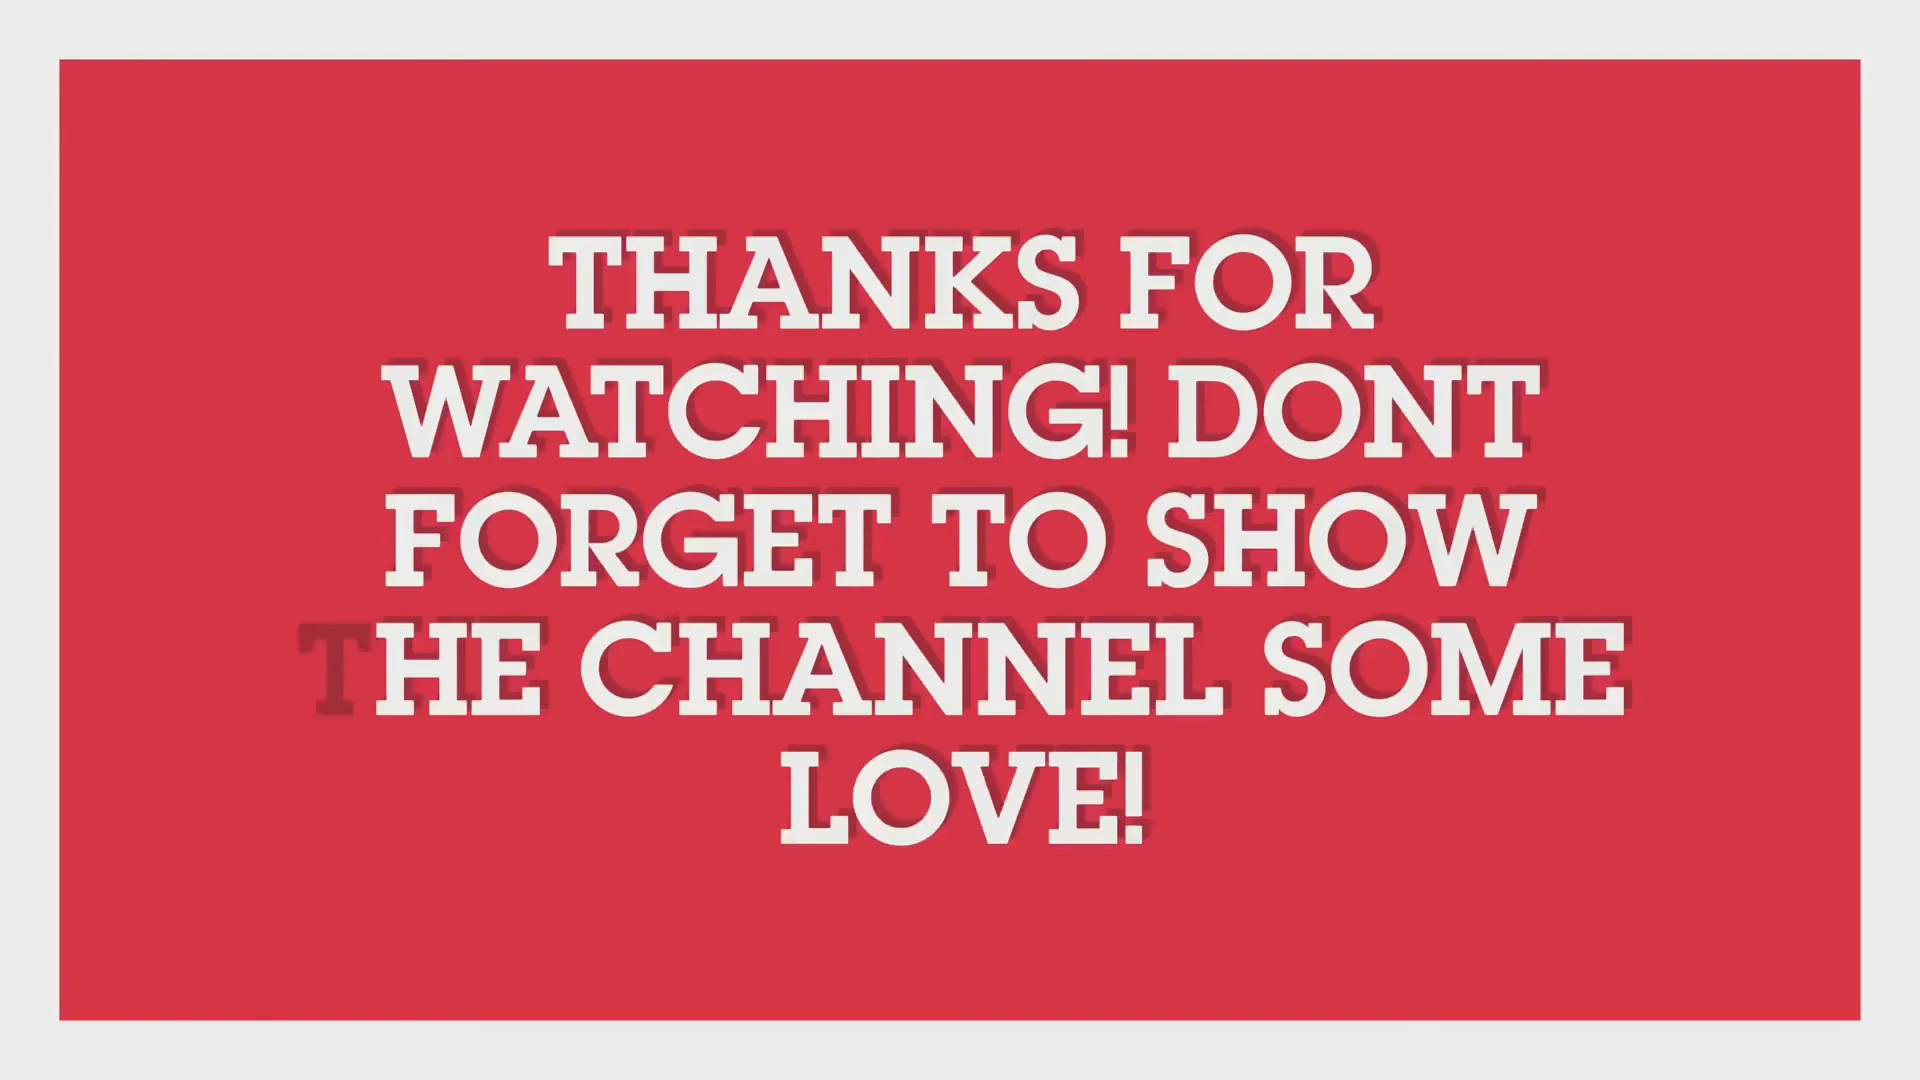 THANKS FOR
WATCHING! DONT
FORGET TO SHOW
THE CHANNEL SOME
LOVE!